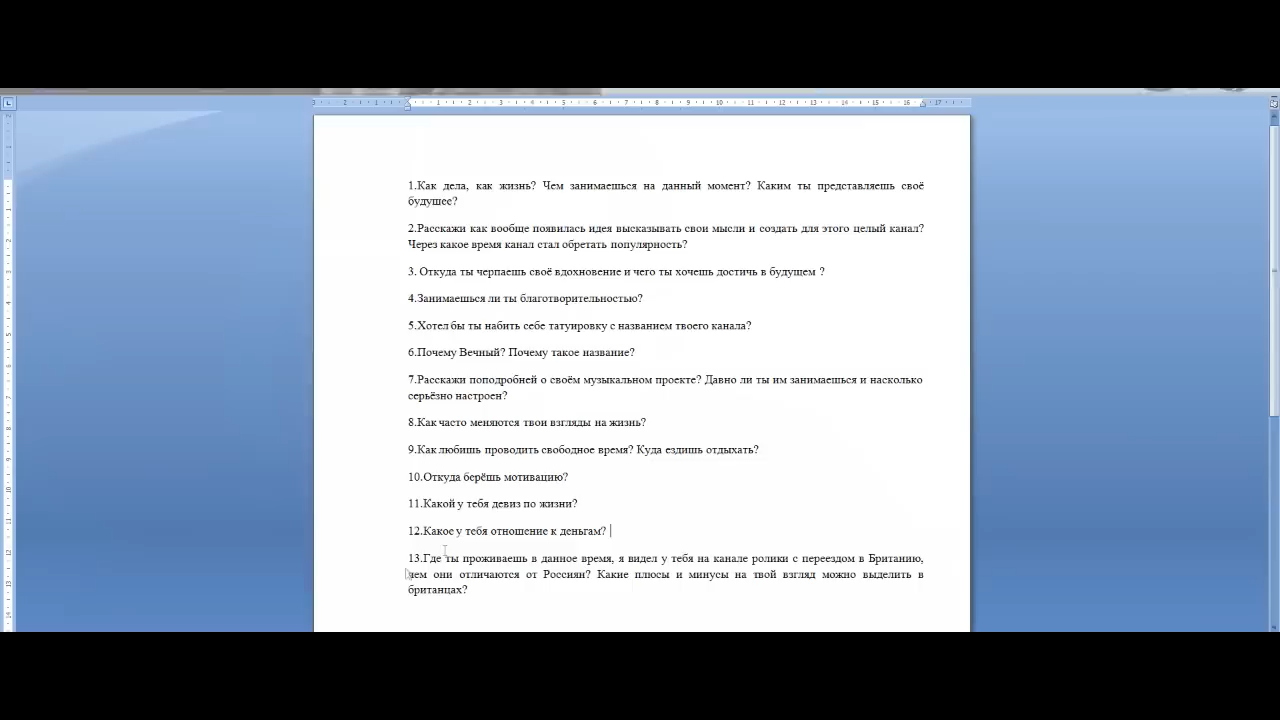 1.Как дела, как жизнь? Чем занимаешься на данный момент? Каким ты представляешь своё
будущее?
2.Расскажи как вообще появилась идея высказывать свои мысли и создать для этого целый канал?
Через какое время канал стал обретать популярность?
3. Откуда ты черпаешь своё вдохновение и чего ты хочешь достичь в будущем ?
4.Занимаешься ли ты благотворительностью?
5.Хотел бы ты набить себе татуировку с названием твоего канала?
6.Почему Вечный? Почему такое название?
7.Расскажи поподробней о своём музыкальном проекте? Давно ли ты им занимаешься и насколько
серьёзно настроен?
8.Как часто меняются твои взгляды на жизнь?
9.Как любишь проводить свободное время? Куда ездишь отдыхать?
10.Откуда берёшь мотивацию?
11.Какой у тебя девиз по жизни?
12.Какое у тебя отношение к деньгам?
13.Где ты проживаешь в данное время, я видел у тебя на канале ролики с переездом в Британию,
чем они отличаются от Россиян? Какие плюсы и минусы на твой взгляд можно выделить в
британцах?